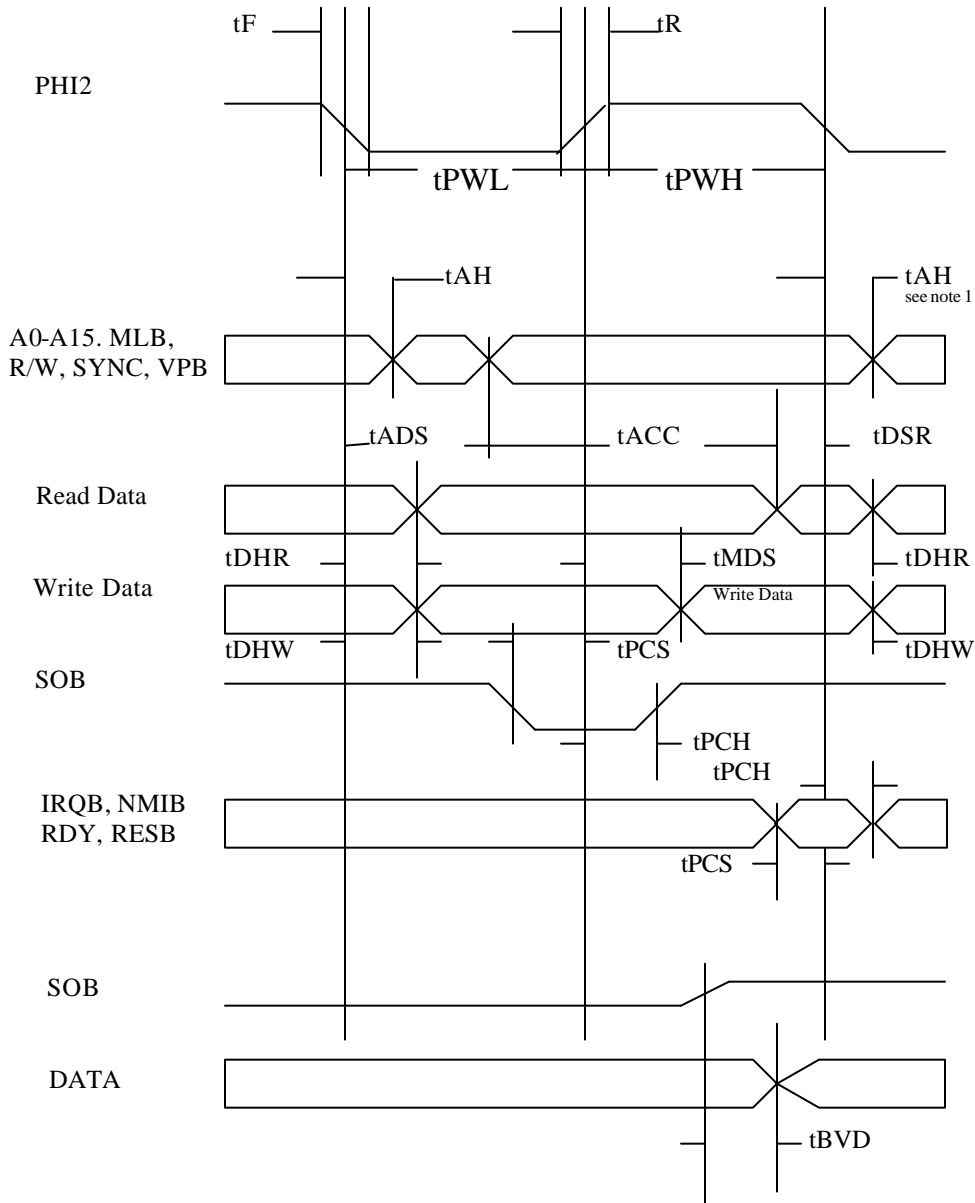 tF
tR
PHI2
tPWL
tPWH
tAH
tAH
see note 1
A0-A15. MLB,
R/W, SYNC, VPB
tADS
tACC
tDSR
Read Data
tDHR
tMDS
tDHR
Write Data
Write Data
tDHW
tPCS
tDHW
SOB
tPCH
tPCH
IRQB, NMIB
RDY, RESB
tPCS
SOB
DATA
tBVD